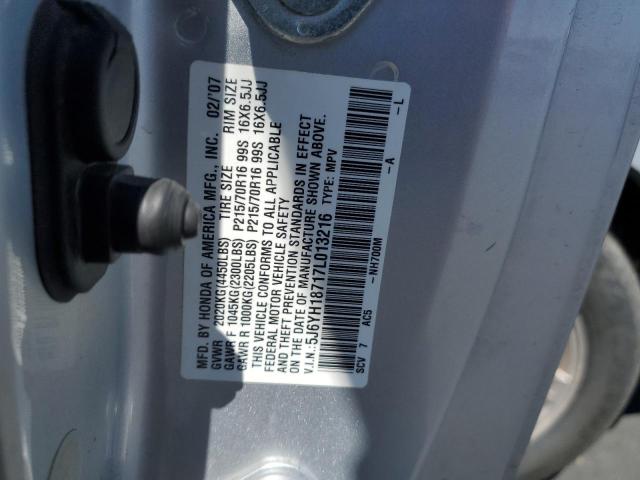 MFD. BY HONDA OF AMERICA MFG., INC. 02/'07
GVWR 2020KG(4450LBS) TIRE SIZE RIM SIZE
GAWR F 1045KG(2300LBS) P215/70R16 99S 16X6.5JJ
GAWR R 1000KG(2205LBS) P215/70R16 99S 16X6.5JJ
THIS VEHICLE CONFORMS TO ALL APPLICABLE
FEDERAL MOTOR VEHICLE SAFETY
AND THEFT PREVENTION STANDARDS IN EFFECT
ON THE DATE OF MANUFACTURE SHOWN ABOVE.
V.I.N.: 5J6YH18717L013216 TYPE: MPV
SCV 7 AC5 -NH700M -A -L